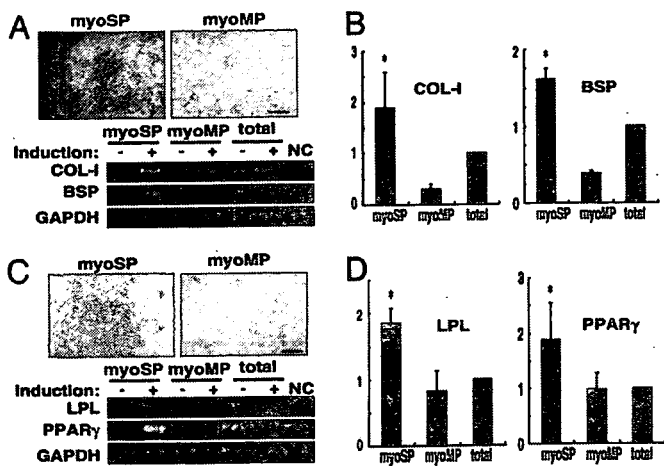 A
myoSP myoMP
myoSP myoMP total
Induction: - + - + - + NC
COL-I
BSP
GAPDH
B
3
2
1
0
COL-I
*
myoSP myoMP total
2
1
0
BSP
*
myoSP myoMP total
C
myoSP myoMP
myoSP myoMP total
Induction: - + - + - + NC
LPL
PPARγ
GAPDH
D
2
1
0
LPL
*
myoSP myoMP total
3
2
1
0
PPARγ
*
myoSP myoMP total